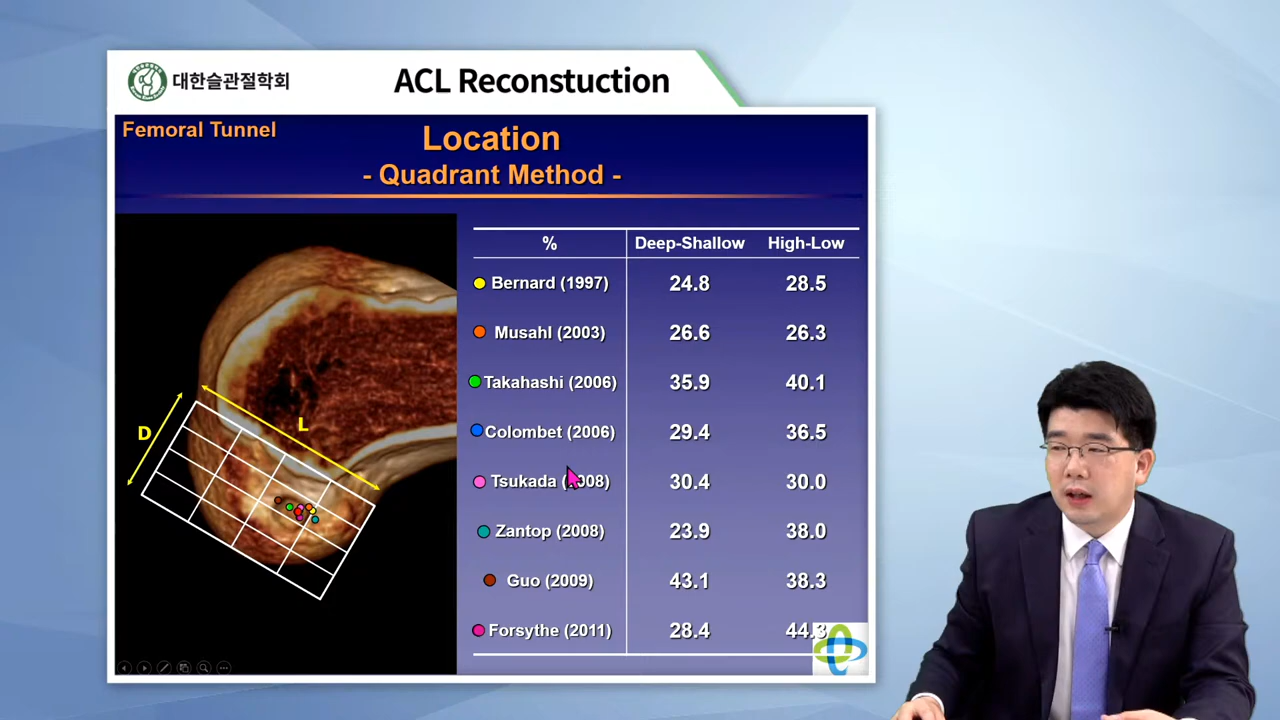 대한슬관절학회
ACL Reconstuction
Femoral Tunnel
Location
- Quadrant Method -
D
L
% Deep-Shallow High-Low
Bernard (1997) 24.8 28.5
Musahl (2003) 26.6 26.3
Takahashi (2006) 35.9 40.1
Colombet (2006) 29.4 36.5
Tsukada (2008) 30.4 30.0
Zantop (2008) 23.9 38.0
Guo (2009) 43.1 38.3
Forsythe (2011) 28.4 44.3